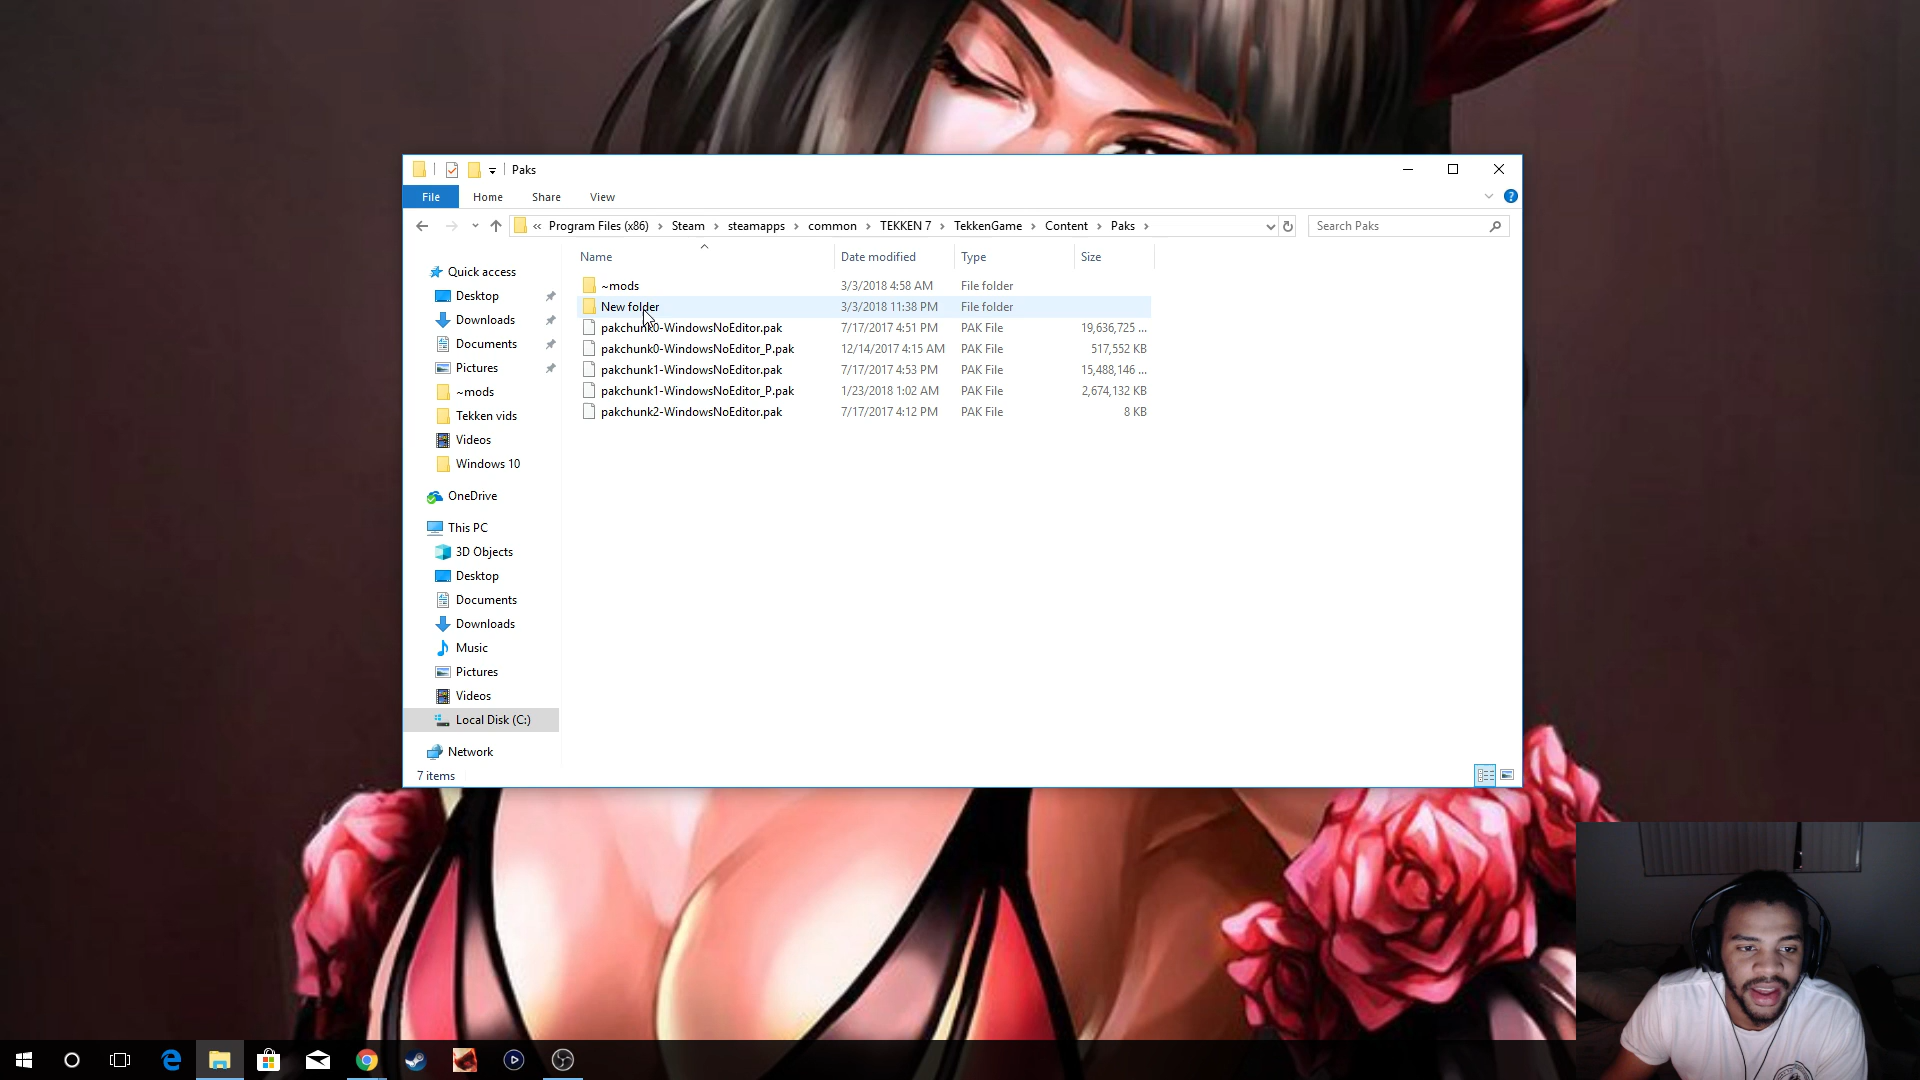 Paks
File Home Share View
« Program Files (x86) › Steam › steamapps › common › TEKKEN 7 › TekkenGame › Content › Paks ›
Search Paks
Name Date modified Type Size
~mods 3/3/2018 4:58 AM File folder
New folder 3/3/2018 11:38 PM File folder
pakchunk0-WindowsNoEditor.pak 7/17/2017 4:51 PM PAK File 19,636,725 ...
pakchunk0-WindowsNoEditor_P.pak 12/14/2017 4:15 AM PAK File 517,552 KB
pakchunk1-WindowsNoEditor.pak 7/17/2017 4:53 PM PAK File 15,488,146 ...
pakchunk1-WindowsNoEditor_P.pak 1/23/2018 1:02 AM PAK File 2,674,132 KB
pakchunk2-WindowsNoEditor.pak 7/17/2017 4:12 PM PAK File 8 KB
Quick access
Desktop
Downloads
Documents
Pictures
~mods
Tekken vids
Videos
Windows 10
OneDrive
This PC
3D Objects
Desktop
Documents
Downloads
Music
Pictures
Videos
Local Disk (C:)
Network
7 items